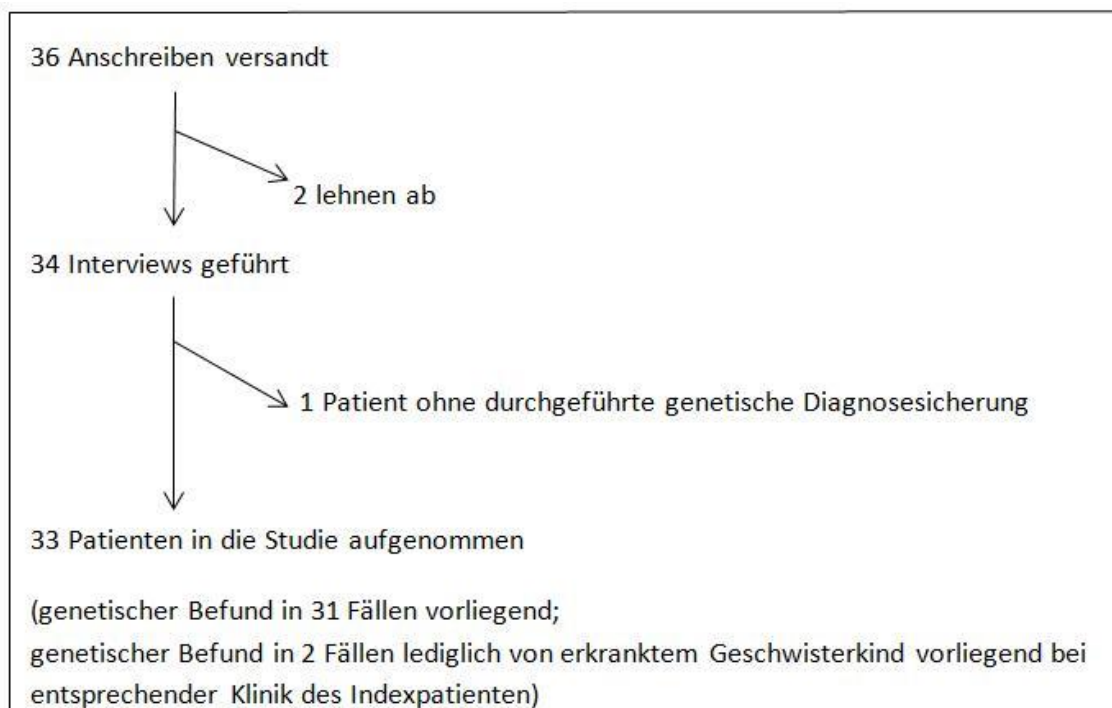 36 Anschreiben versandt
2 lehnen ab
34 Interviews geführt
1 Patient ohne durchgeführte genetische Diagnosesicherung
33 Patienten in die Studie aufgenommen
(genetischer Befund in 31 Fällen vorliegend;
genetischer Befund in 2 Fällen lediglich von erkranktem Geschwisterkind vorliegend bei
entsprechender Klinik des Indexpatienten)